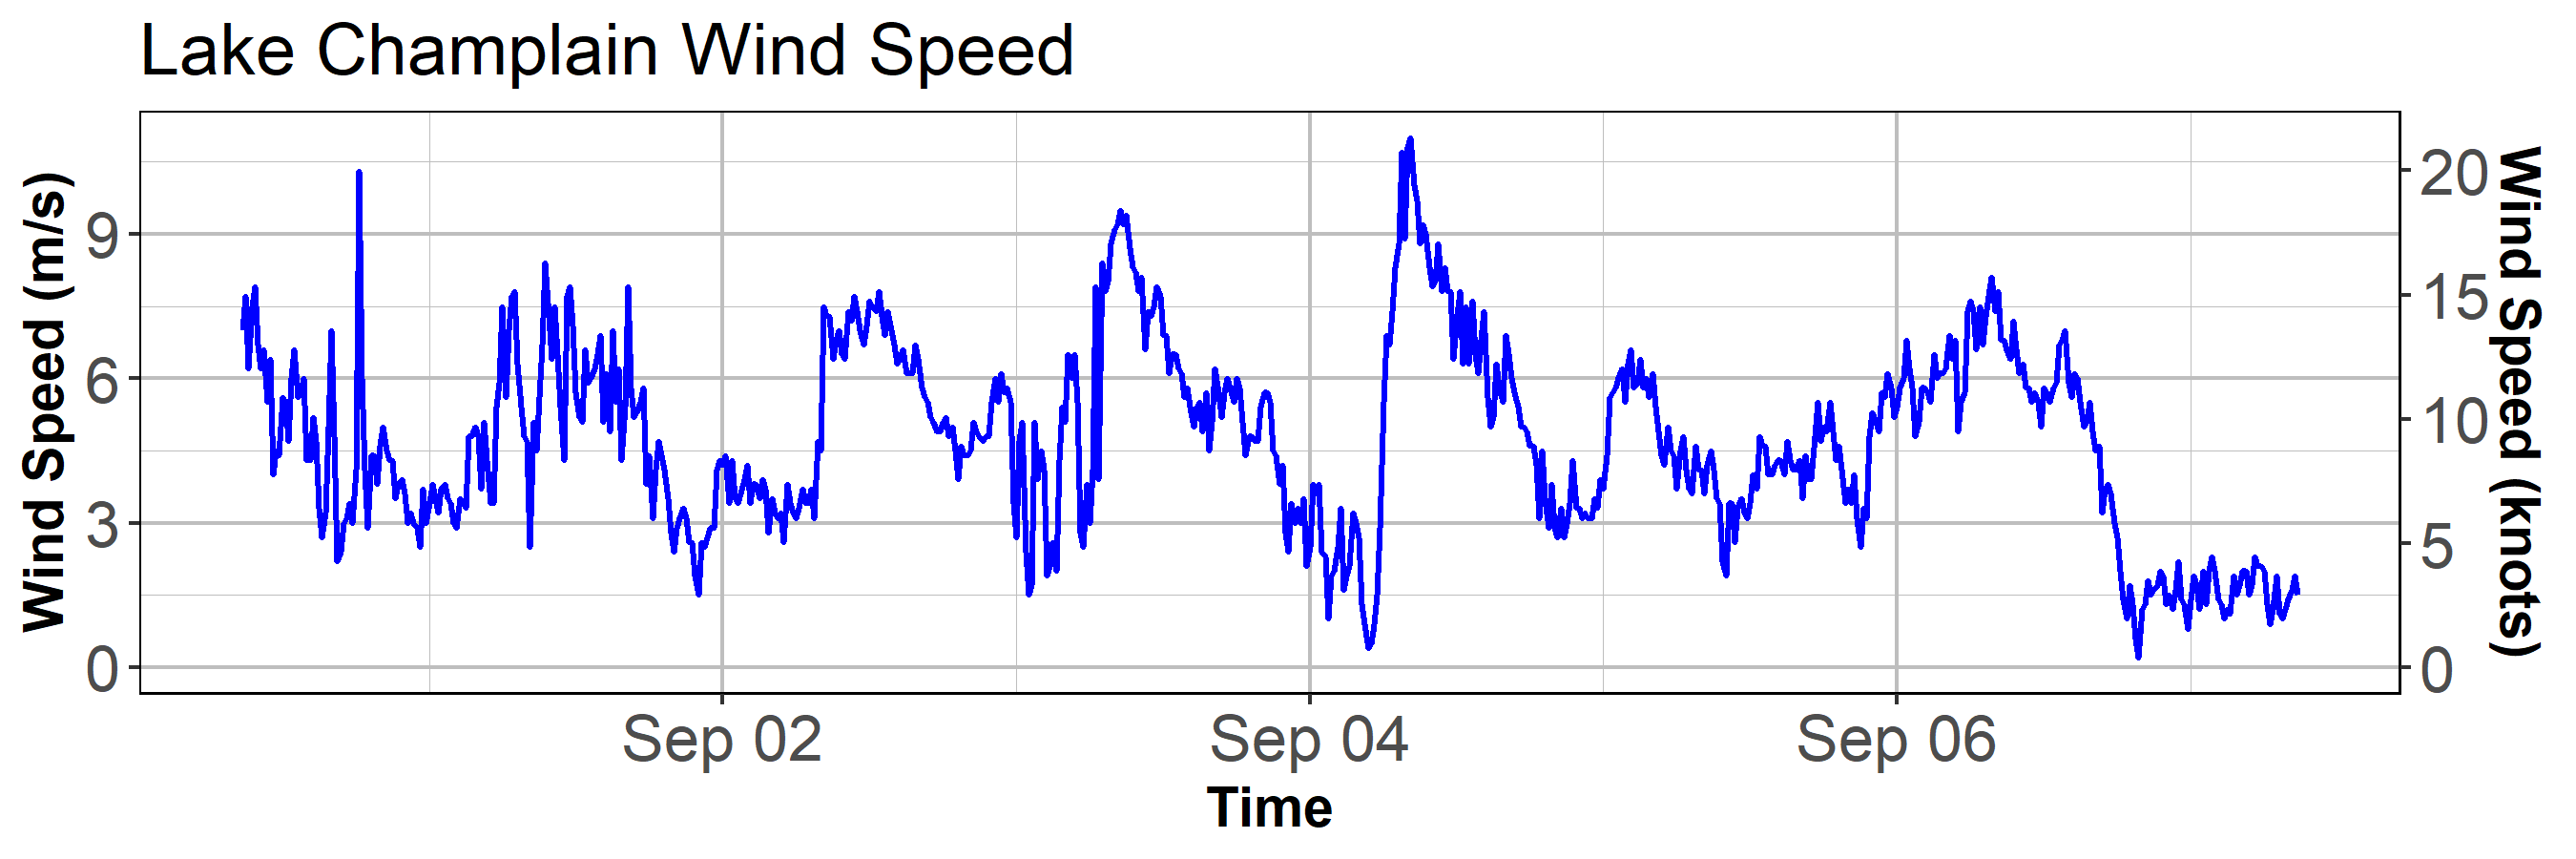 Lake Champlain Wind Speed
Wind Speed (m/s)
9
6
3
0
20
15
10
5
0
Wind Speed (knots)
Sep 02
Sep 04
Sep 06
Time